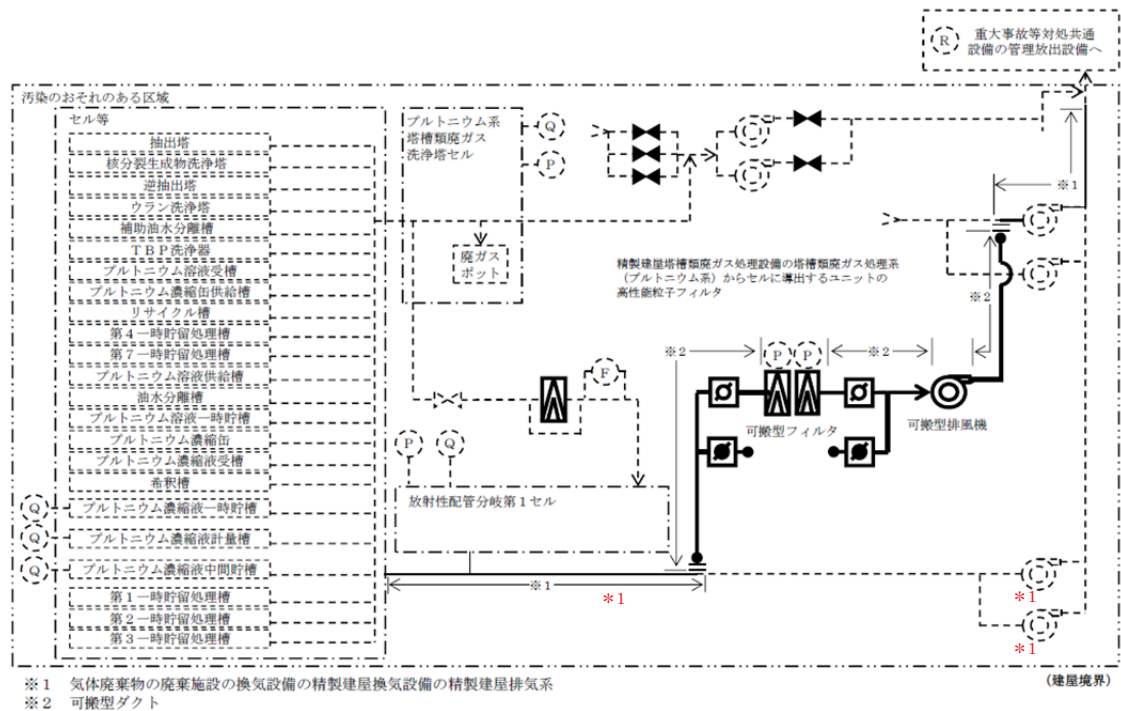 R
重大事故等対処共通
設備の管理放出設備へ
汚染のおそれのある区域
セル等
抽出塔
核分裂生成物洗浄塔
逆抽出塔
ウラン洗浄塔
補助油水分離槽
TBP洗浄器
プルトニウム溶液受槽
プルトニウム濃縮缶供給槽
リサイクル槽
第4一時貯留処理槽
第7一時貯留処理槽
プルトニウム溶液供給槽
油水分離槽
プルトニウム溶液一時貯槽
プルトニウム濃縮缶
プルトニウム濃縮液受槽
希釈槽
Q
プルトニウム濃縮液一時貯槽
Q
プルトニウム濃縮液計量槽
Q
プルトニウム濃縮液中間貯槽
第1一時貯留処理槽
第2一時貯留処理槽
第3一時貯留処理槽
プルトニウム系
塔槽類廃ガス
洗浄塔セル
Q
P
廃ガス
ポット
※1
精製建屋塔槽類廃ガス処理設備の塔槽類廃ガス処理系
(プルトニウム系)からセルに導出するユニットの
高性能粒子フィルタ
※2
※2
P
P
※2
F
可搬型フィルタ
可搬型排風機
P
Q
放射性配管分岐第1セル
※1
*1
*1
*1
※1 気体廃棄物の廃棄施設の換気設備の精製建屋換気設備の精製建屋排気系
※2 可搬型ダクト
(建屋境界)